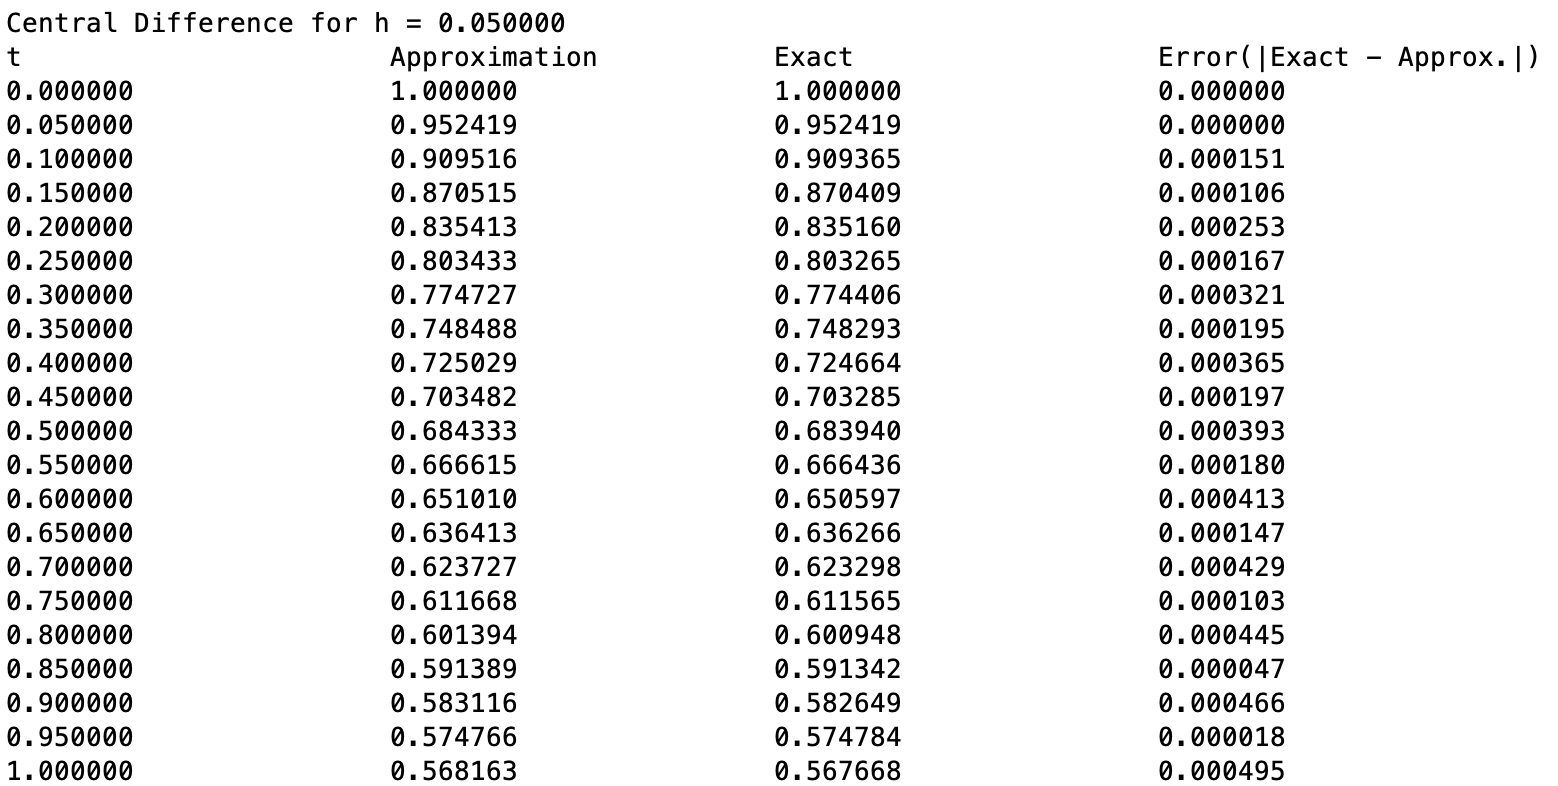 Central Difference for h = 0.050000
t Approximation Exact Error(|Exact − Approx.|)
0.000000 1.000000 1.000000 0.000000
0.050000 0.952419 0.952419 0.000000
0.100000 0.909516 0.909365 0.000151
0.150000 0.870515 0.870409 0.000106
0.200000 0.835413 0.835160 0.000253
0.250000 0.803433 0.803265 0.000167
0.300000 0.774727 0.774406 0.000321
0.350000 0.748488 0.748293 0.000195
0.400000 0.725029 0.724664 0.000365
0.450000 0.703482 0.703285 0.000197
0.500000 0.684333 0.683940 0.000393
0.550000 0.666615 0.666436 0.000180
0.600000 0.651010 0.650597 0.000413
0.650000 0.636413 0.636266 0.000147
0.700000 0.623727 0.623298 0.000429
0.750000 0.611668 0.611565 0.000103
0.800000 0.601394 0.600948 0.000445
0.850000 0.591389 0.591342 0.000047
0.900000 0.583116 0.582649 0.000466
0.950000 0.574766 0.574784 0.000018
1.000000 0.568163 0.567668 0.000495